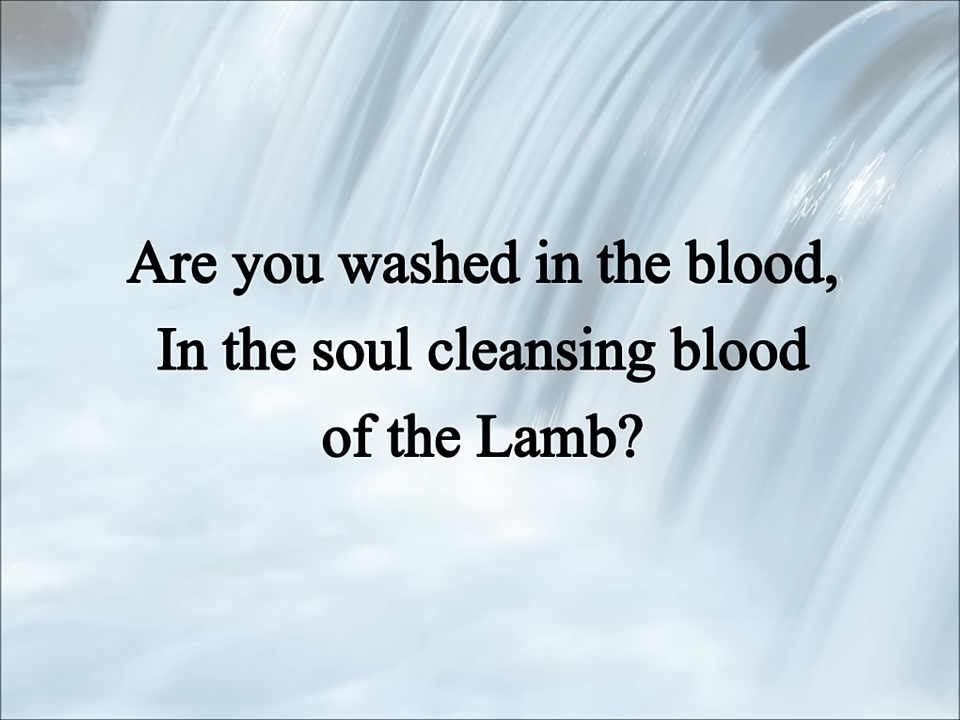 Are you washed in the blood,
In the soul cleansing blood
of the Lamb?